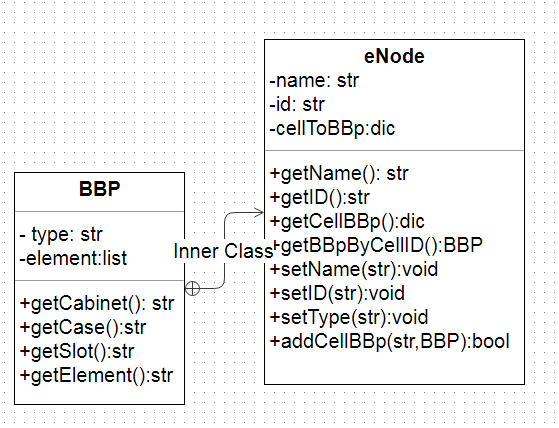 eNode
-name: str
-id: str
-cellToBBp:dic
+getName(): str
+getID():str
+getCellBBp():dic
+getBBpByCellID():BBP
+setName(str):void
+setID(str):void
+setType(str):void
+addCellBBp(str,BBP):bool
BBP
- type: str
-element:list
+getCabinet(): str
+getCase():str
+getSlot():str
+getElement():str
Inner Class